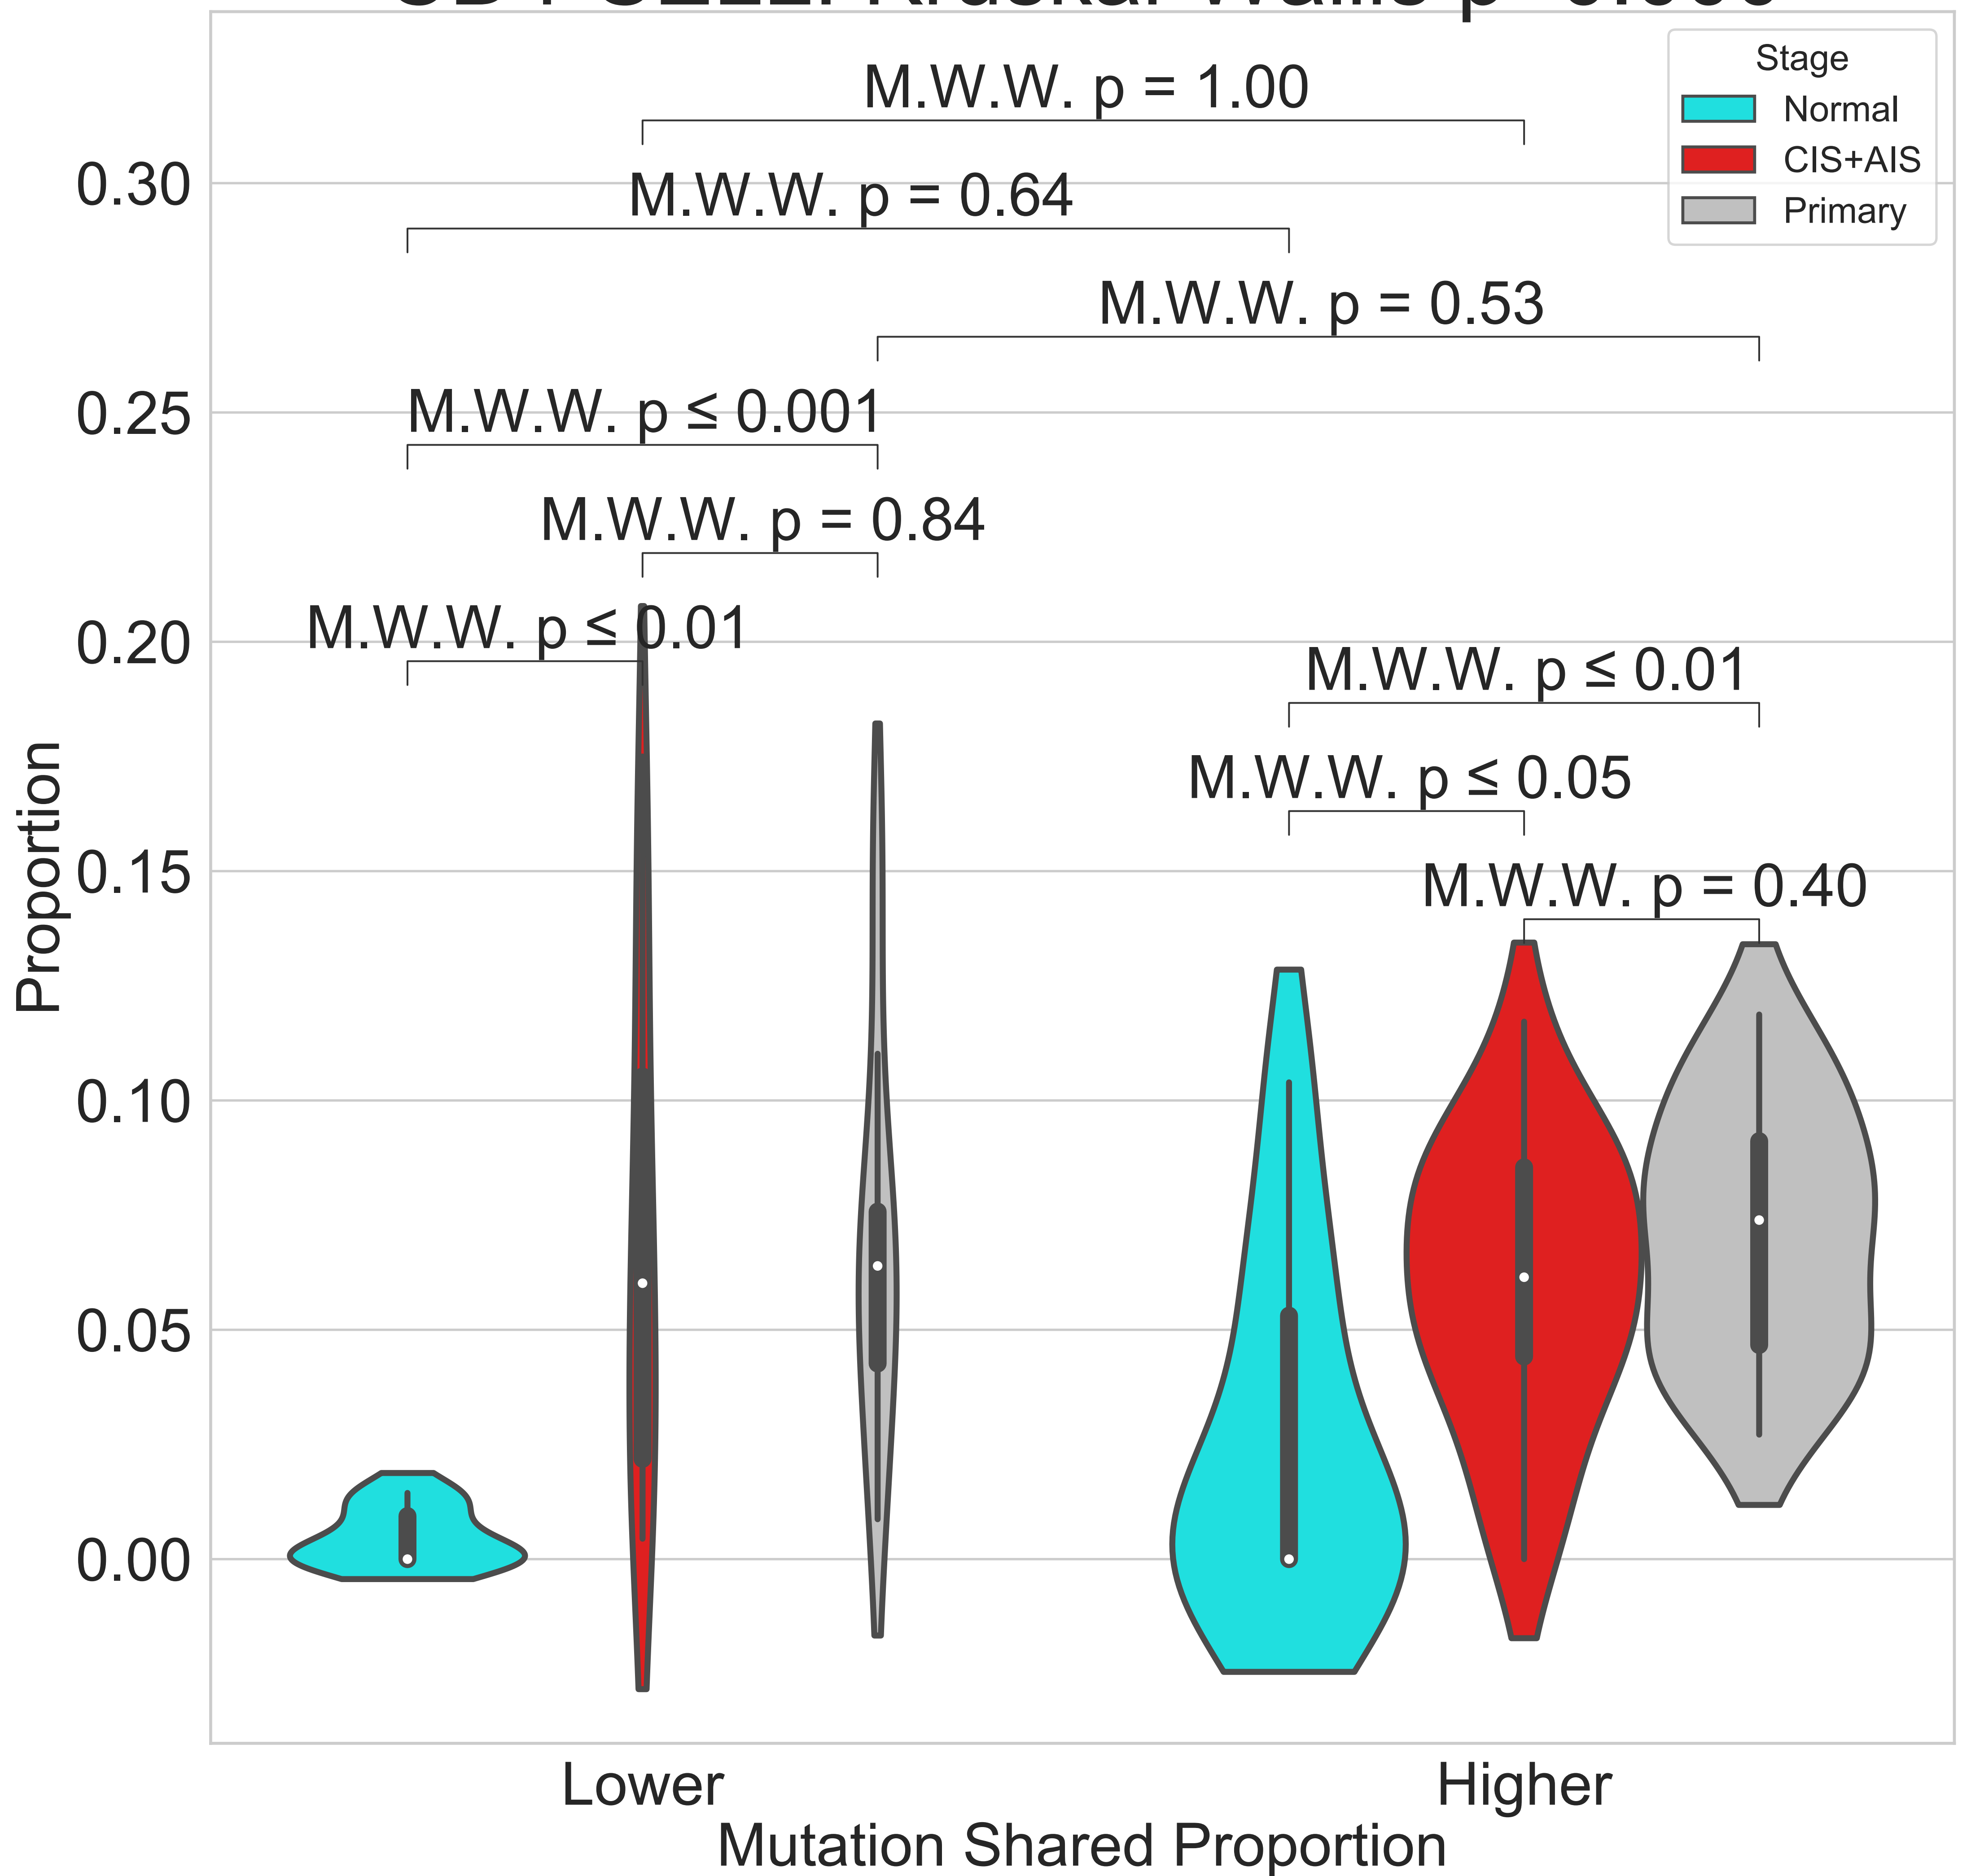 Stage
Normal
CIS+AIS
Primary
M.W.W. p = 1.00
M.W.W. p = 0.64
M.W.W. p = 0.53
M.W.W. p ≤ 0.001
M.W.W. p = 0.84
M.W.W. p ≤ 0.01
M.W.W. p ≤ 0.01
M.W.W. p ≤ 0.05
M.W.W. p = 0.40
0.30
0.25
0.20
0.15
0.10
0.05
0.00
Proportion
Lower
Higher
Mutation Shared Proportion